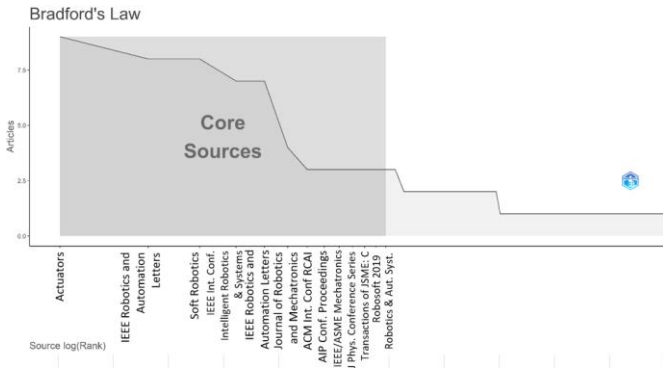 Bradford's Law
Articles
7.5
5.0
2.5
0.0
Core
Sources
Actuators
IEEE Robotics and
Automation
Letters
Soft Robotics
IEEE Int. Conf.
Intelligent Robotics
& Systems
IEEE Robotics and
Automation Letters
Journal of Robotics
and Mechatronics
ACM Int. Conf RCAI
AIP Conf. Proceedings
IEEE/ASME Mechatronics
J Phys. Conference Series
Transactions of JSME: C
Robosoft 2019
Robotics & Aut. Syst.
Source log(Rank)